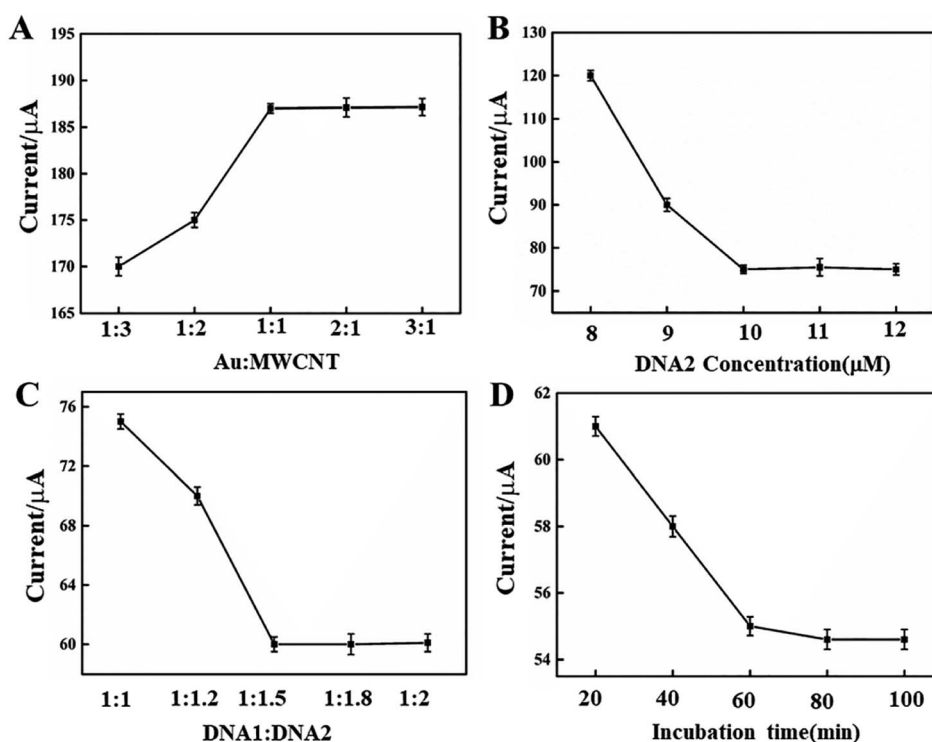 A
Current/μA
195
190
185
180
175
170
165
1:3 1:2 1:1 2:1 3:1
Au:MWCNT
B
Current/μA
130
120
110
100
90
80
70
8 9 10 11 12
DNA2 Concentration(μM)
C
Current/μA
76
72
68
64
60
1:1 1:1.2 1:1.5 1:1.8 1:2
DNA1:DNA2
D
Current/μA
62
60
58
56
54
20 40 60 80 100
Incubation time(min)